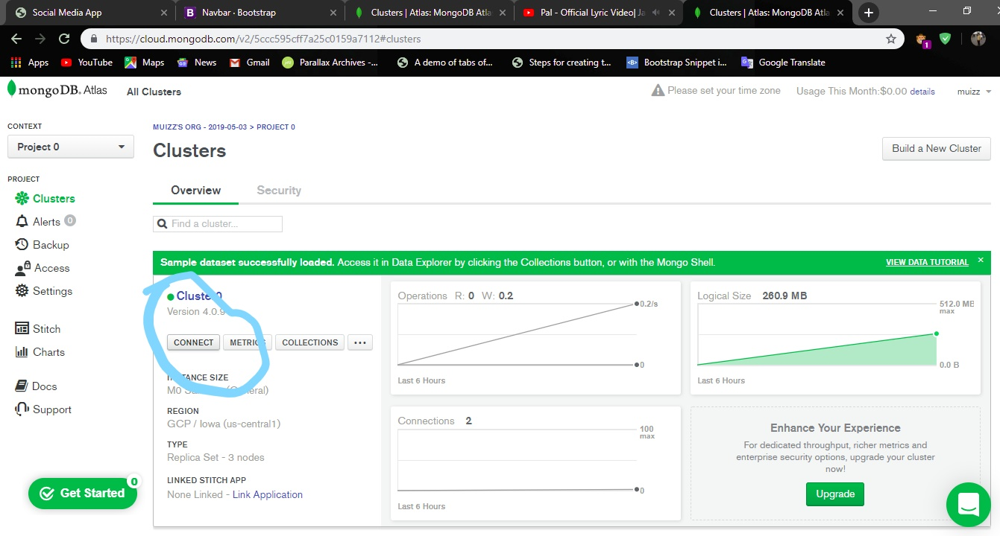 Social Media App
Navbar · Bootstrap
Clusters | Atlas: MongoDB Atla
Pal - Official Lyric Video| Ja
Clusters | Atlas: MongoDB Atla
https://cloud.mongodb.com/v2/5ccc595cff7a25c0159a7112#clusters
1
Apps
YouTube
Maps
News
Gmail
Parallax Archives -...
A demo of tabs of...
Steps for creating t...
Bootstrap Snippet i...
Google Translate
mongoDB. Atlas
All Clusters
Please set your time zone
Usage This Month:$0.00 details
muizz
CONTEXT
Project 0
PROJECT
Clusters
Alerts 0
Backup
Access
Settings
Stitch
Charts
Docs
Support
Get Started
0
MUIZZ'S ORG - 2019-05-03 > PROJECT 0
Clusters
Build a New Cluster
Overview
Security
Find a cluster...
Sample dataset successfully loaded. Access it in Data Explorer by clicking the Collections button, or with the Mongo Shell.
VIEW DATA TUTORIAL
Cluster0
Version 4.0.9
CONNECT
METRICS
COLLECTIONS
...
INSTANCE SIZE
M0
REGION
GCP / Iowa (us-central1)
TYPE
Replica Set - 3 nodes
LINKED STITCH APP
None Linked - Link Application
Operations R: 0 W: 0.2
0.2/s
0
Last 6 Hours
Logical Size 260.9 MB
512.0 MB
max
0.0 B
Last 6 Hours
Connections 2
100
max
0
Last 6 Hours
Enhance Your Experience
For dedicated throughput, richer metrics and
enterprise security options, upgrade your cluster
now!
Upgrade